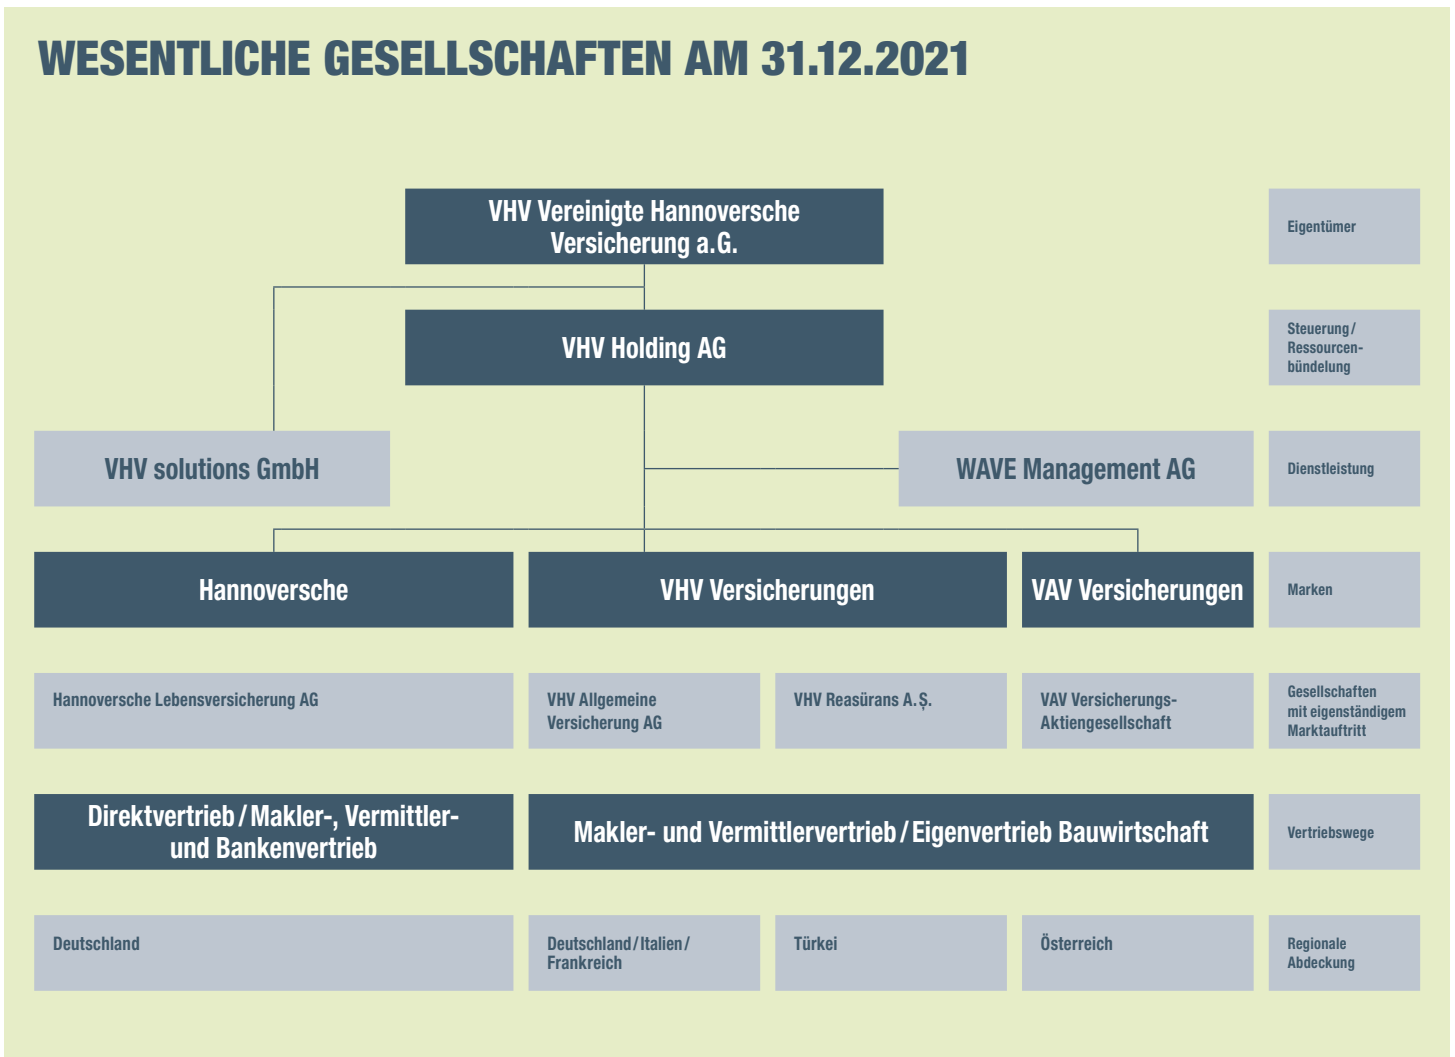 WESENTLICHE GESELLSCHAFTEN AM 31.12.2021
VHV Vereinigte Hannoversche
Versicherung a.G.
Eigentümer
VHV Holding AG
Steuerung/
Ressourcen-
bündelung
VHV solutions GmbH
WAVE Management AG
Dienstleistung
Hannoversche
VHV Versicherungen
VAV Versicherungen
Marken
Hannoversche Lebensversicherung AG
VHV Allgemeine
Versicherung AG
VHV Reasürans A.Ş.
VAV Versicherungs-
Aktiengesellschaft
Gesellschaften
mit eigenständigem
Marktauftritt
Direktvertrieb/Makler-, Vermittler-
und Bankenvertrieb
Makler- und Vermittlervertrieb/Eigenvertrieb Bauwirtschaft
Vertriebswege
Deutschland
Deutschland/Italien/
Frankreich
Türkei
Österreich
Regionale
Abdeckung